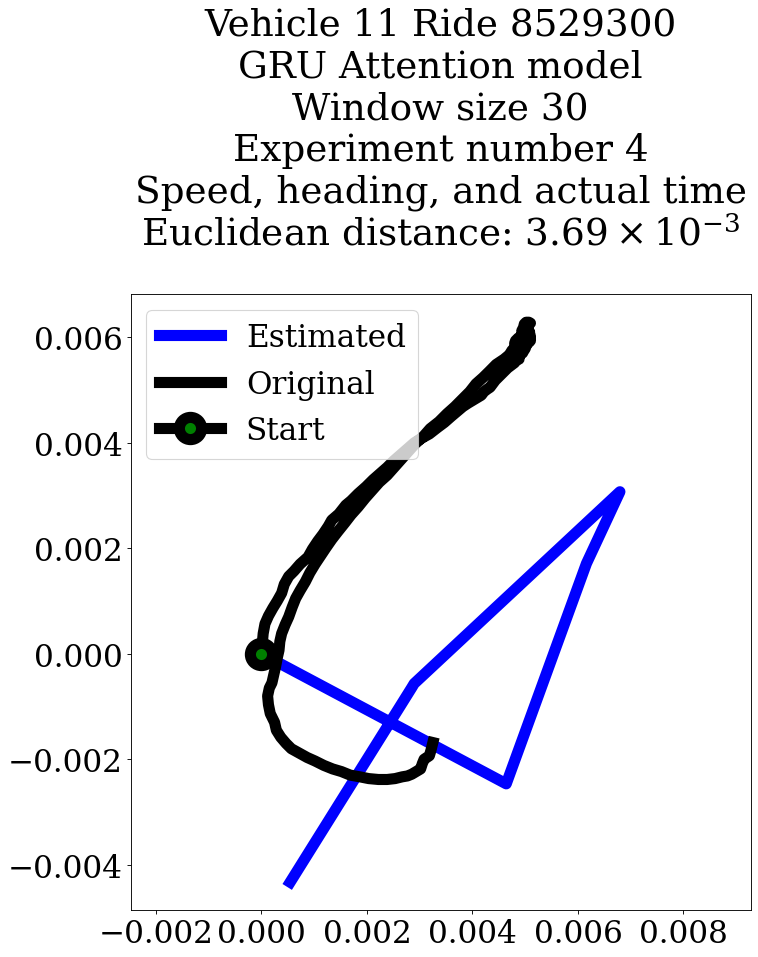 Vehicle 11 Ride 8529300
GRU Attention model
Window size 30
Experiment number 4
Speed, heading, and actual time
Euclidean distance: 3.69 × 10⁻³
Estimated
Original
Start
0.006
0.004
0.002
0.000
−0.002
−0.004
−0.002 0.000 0.002 0.004 0.006 0.008